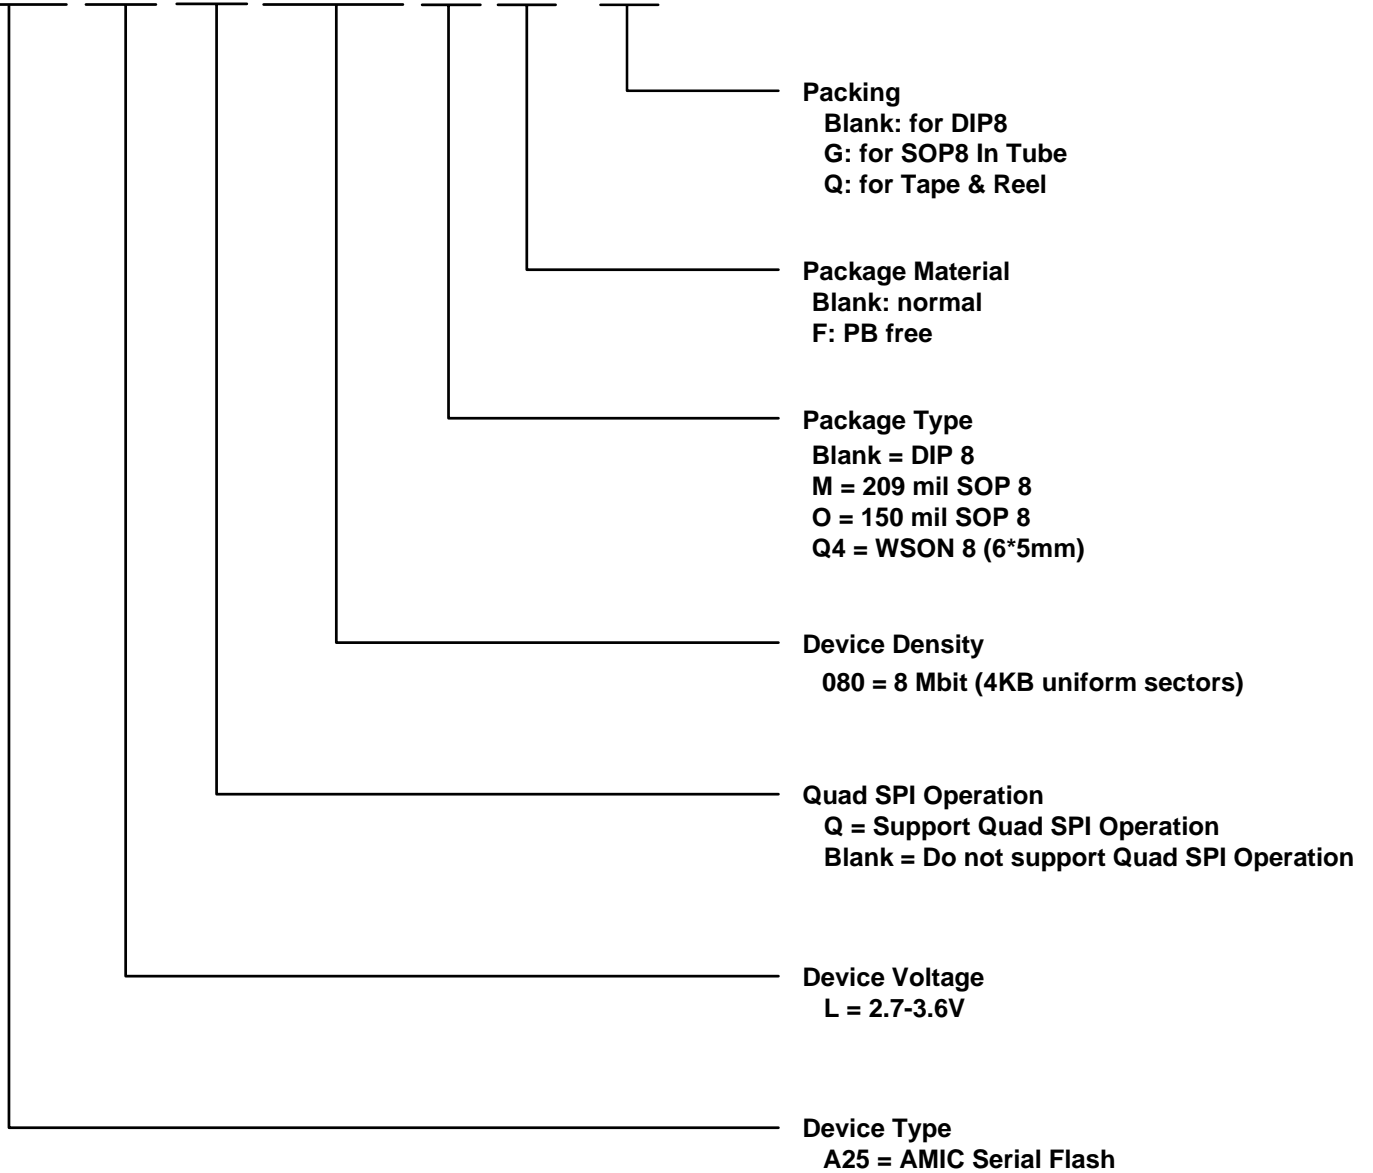 Packing
Blank: for DIP8
G: for SOP8 In Tube
Q: for Tape & Reel
Package Material
Blank: normal
F: PB free
Package Type
Blank = DIP 8
M = 209 mil SOP 8
O = 150 mil SOP 8
Q4 = WSON 8 (6*5mm)
Device Density
080 = 8 Mbit (4KB uniform sectors)
Quad SPI Operation
Q = Support Quad SPI Operation
Blank = Do not support Quad SPI Operation
Device Voltage
L = 2.7-3.6V
Device Type
A25 = AMIC Serial Flash